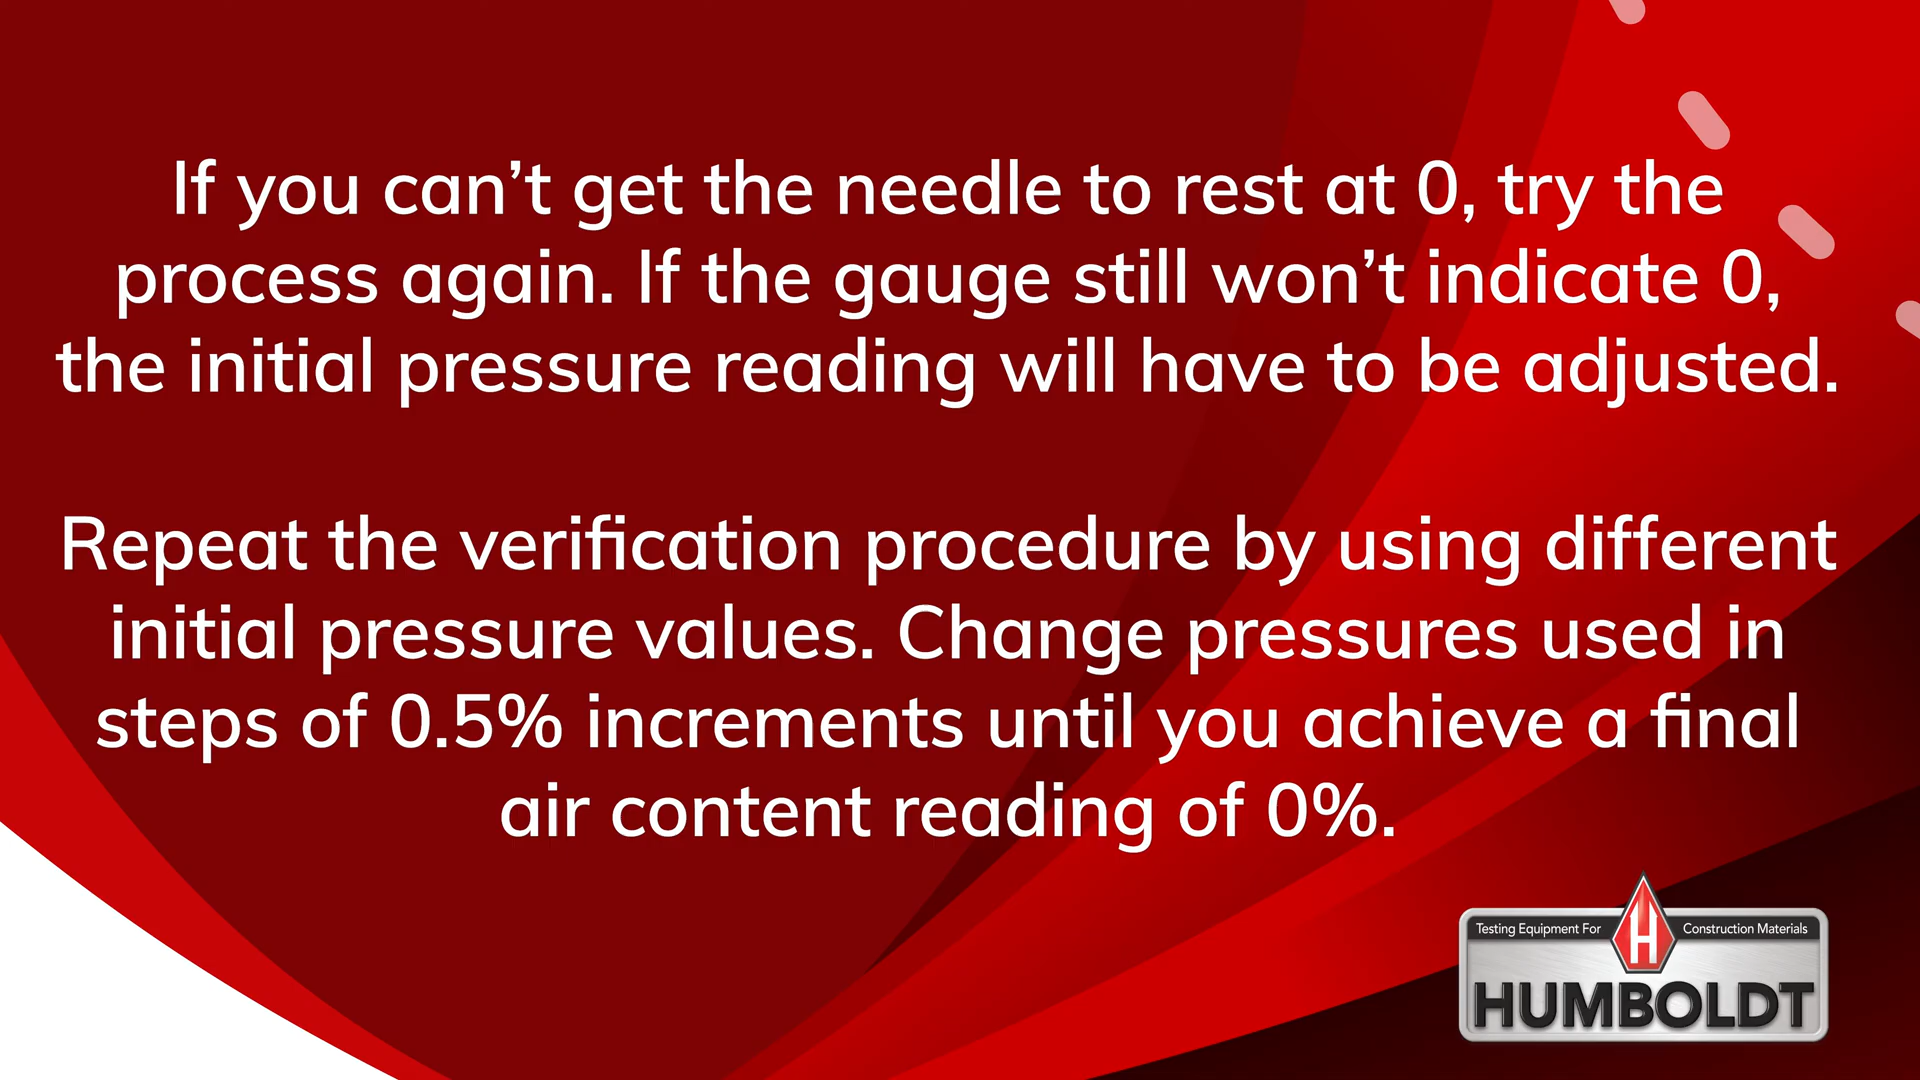 If you can’t get the needle to rest at 0, try the
process again. If the gauge still won’t indicate 0,
the initial pressure reading will have to be adjusted.
Repeat the verification procedure by using different
initial pressure values. Change pressures used in
steps of 0.5% increments until you achieve a final
air content reading of 0%.
Testing Equipment For H Construction Materials
HUMBOLDT